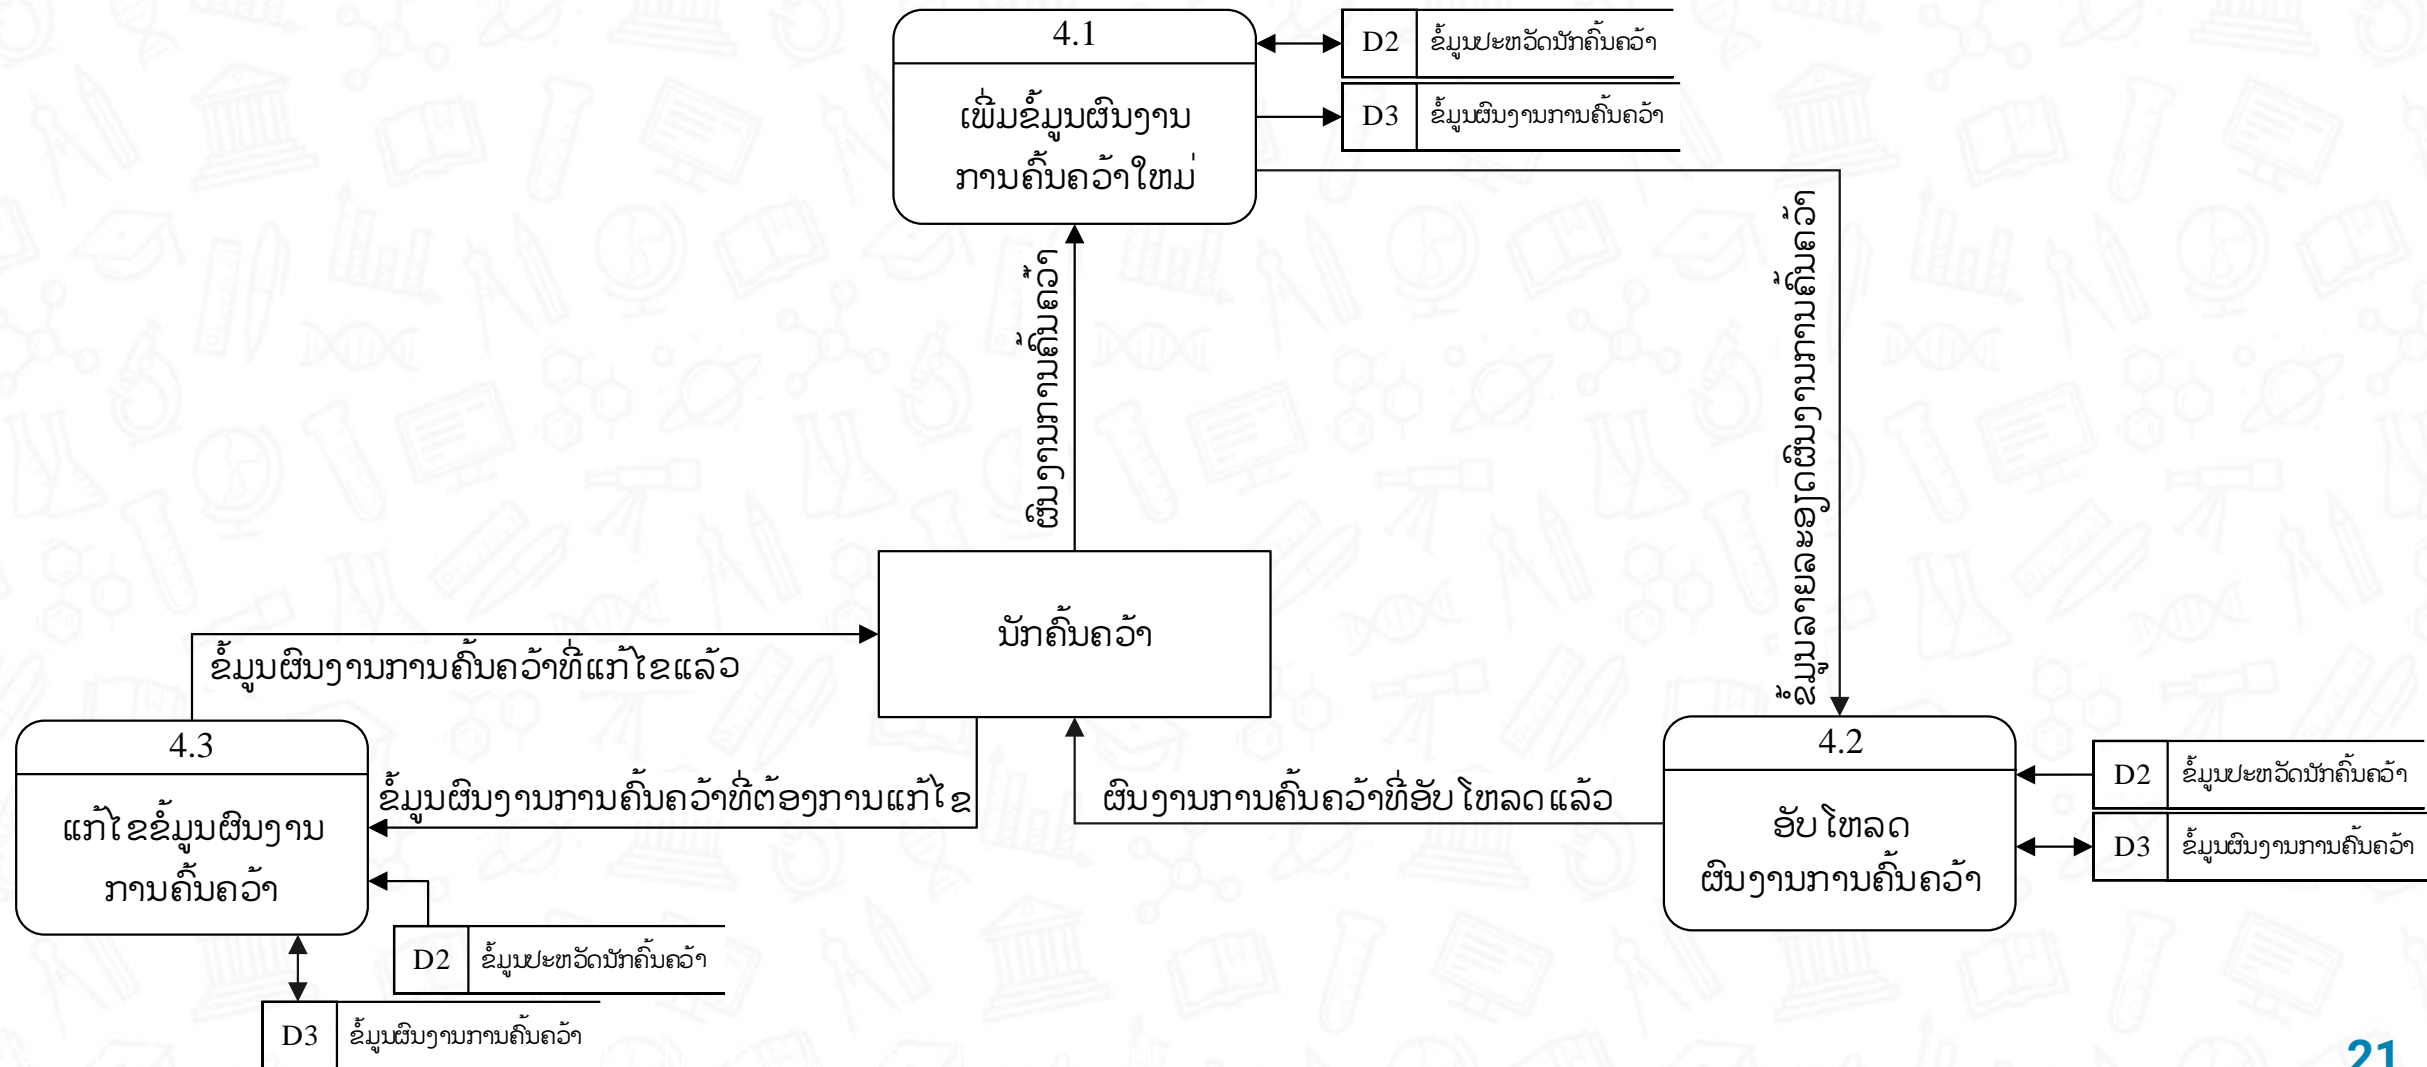 4.1
ເພີ່ມຂໍ້ມູນຜົນງານ
ການຄົ້ນຄວ້າໃຫມ່
D2 ຂໍ້ມູນປະຫວັດນັກຄົ້ນຄວ້າ
D3 ຂໍ້ມູນຜົນງານການຄົ້ນຄວ້າ
ຜົນງານການຄົ້ນຄວ້າ
ຂໍ້ມູນລາຍລະອຽດຜົນງານການຄົ້ນຄວ້າ
ນັກຄົ້ນຄວ້າ
ຂໍ້ມູນຜົນງານການຄົ້ນຄວ້າທີ່ແກ້ໄຂແລ້ວ
4.3
ແກ້ໄຂຂໍ້ມູນຜົນງານ
ການຄົ້ນຄວ້າ
ຂໍ້ມູນຜົນງານການຄົ້ນຄວ້າທີ່ຕ້ອງການແກ້ໄຂ
ຜົນງານການຄົ້ນຄວ້າທີ່ອັບໂຫລດແລ້ວ
4.2
ອັບໂຫລດ
ຜົນງານການຄົ້ນຄວ້າ
D2 ຂໍ້ມູນປະຫວັດນັກຄົ້ນຄວ້າ
D3 ຂໍ້ມູນຜົນງານການຄົ້ນຄວ້າ
D2 ຂໍ້ມູນປະຫວັດນັກຄົ້ນຄວ້າ
D3 ຂໍ້ມູນຜົນງານການຄົ້ນຄວ້າ
21